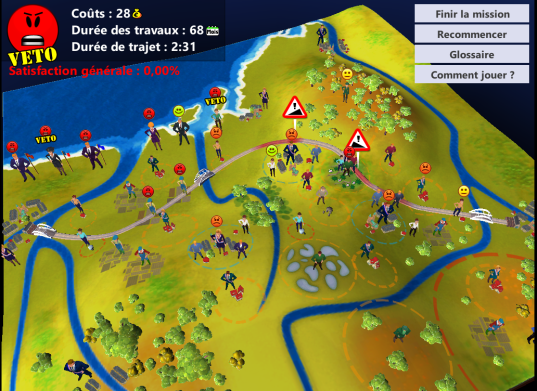 Coûts : 28
Durée des travaux : 68 Mois
Durée de trajet : 2:31
VETO
Satisfaction générale : 0,00%
Finir la mission
Recommencer
Glossaire
Comment jouer ?
VETO
VETO
!
!